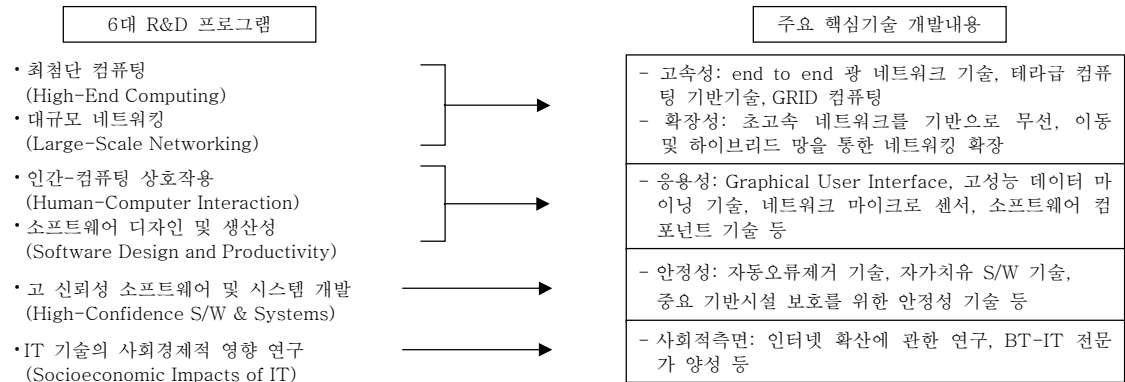 6대 R&D 프로그램
• 최첨단 컴퓨팅
(High-End Computing)
• 대규모 네트워킹
(Large-Scale Networking)
• 인간-컴퓨팅 상호작용
(Human-Computer Interaction)
• 소프트웨어 디자인 및 생산성
(Software Design and Productivity)
• 고 신뢰성 소프트웨어 및 시스템 개발
(High-Confidence S/W & Systems)
• IT 기술의 사회경제적 영향 연구
(Socioeconomic Impacts of IT)
주요 핵심기술 개발내용
- 고속성: end to end 광 네트워크 기술, 테라급 컴퓨
팅 기반기술, GRID 컴퓨팅
- 확장성: 초고속 네트워크를 기반으로 무선, 이동
및 하이브리드 망을 통한 네트워킹 확장
- 응용성: Graphical User Interface, 고성능 데이터 마
이닝 기술, 네트워크 마이크로 센서, 소프트웨어 컴
포넌트 기술 등
- 안정성: 자동오류제거 기술, 자가치유 S/W 기술,
중요 기반시설 보호를 위한 안정성 기술 등
- 사회적측면: 인터넷 확산에 관한 연구, BT-IT 전문
가 양성 등